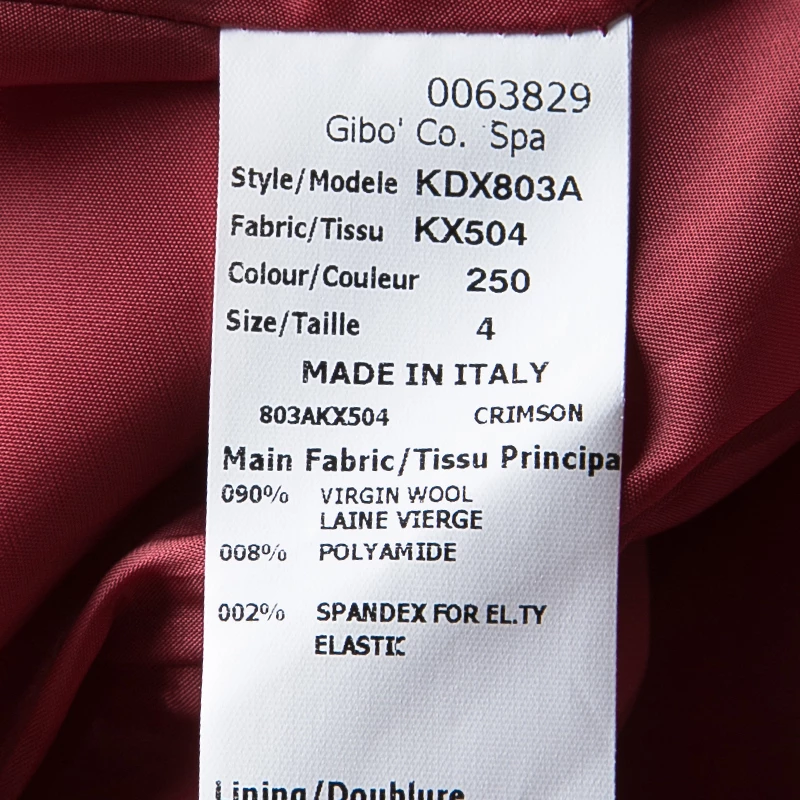 0063829
Gibo' Co. Spa
Style/Modele KDX803A
Fabric/Tissu KX504
Colour/Couleur 250
Size/Taille 4
MADE IN ITALY
803AKX504 CRIMSON
Main Fabric/Tissu Principa
090% VIRGIN WOOL
LAINE VIERGE
008% POLYAMIDE
002% SPANDEX FOR EL.TY
ELASTIC
Lining/Doublure